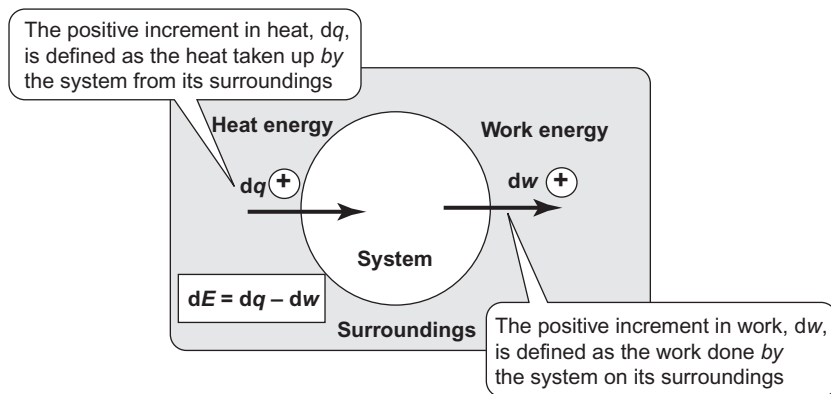 The positive increment in heat, dq,
is defined as the heat taken up by
the system from its surroundings
Heat energy
Work energy
dq +
dw +
System
dE = dq – dw
Surroundings
The positive increment in work, dw,
is defined as the work done by
the system on its surroundings